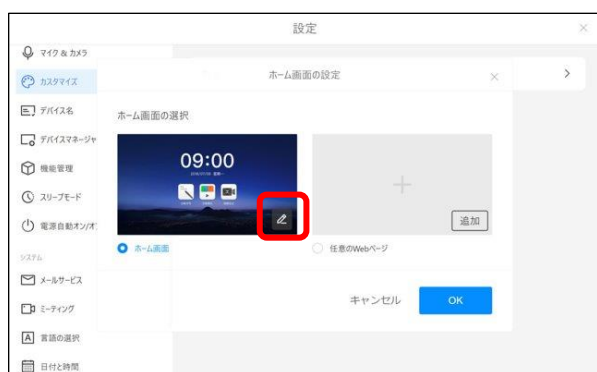 設定
マイク & カメラ
カスタマイズ
デバイス名
デバイスマネージャ
機能管理
スリープモード
電源自動オン/オ
システム
メールサービス
ミーティング
言語の選択
日付と時間
ホーム画面の設定
ホーム画面の選択
09:00
追加
ホーム画面
任意のWebページ
キャンセル
OK